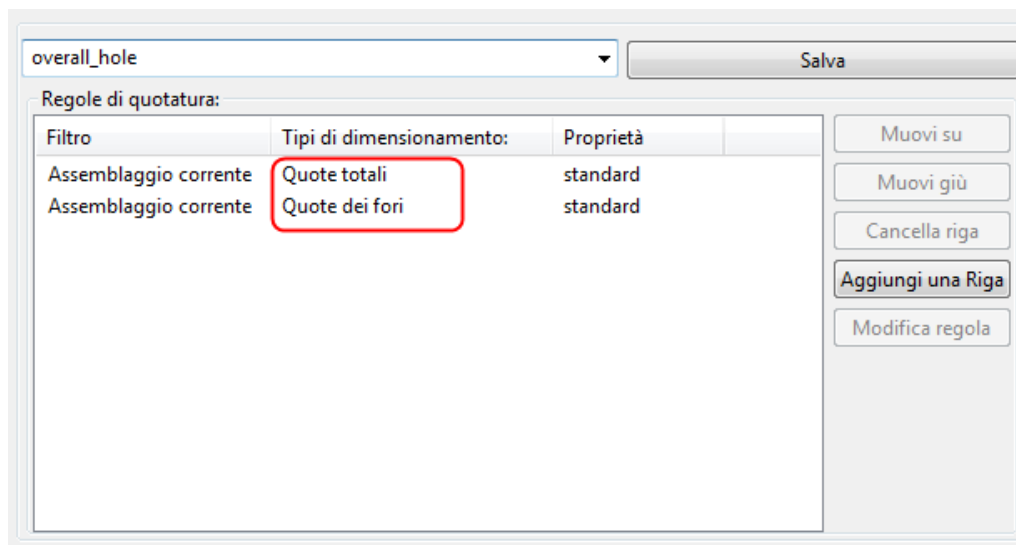 overall_hole
Salva
Regole di quotatura:
Filtro Tipi di dimensionamento: Proprietà
Assemblaggio corrente Quote totali standard
Assemblaggio corrente Quote dei fori standard
Muovi su
Muovi giù
Cancella riga
Aggiungi una Riga
Modifica regola